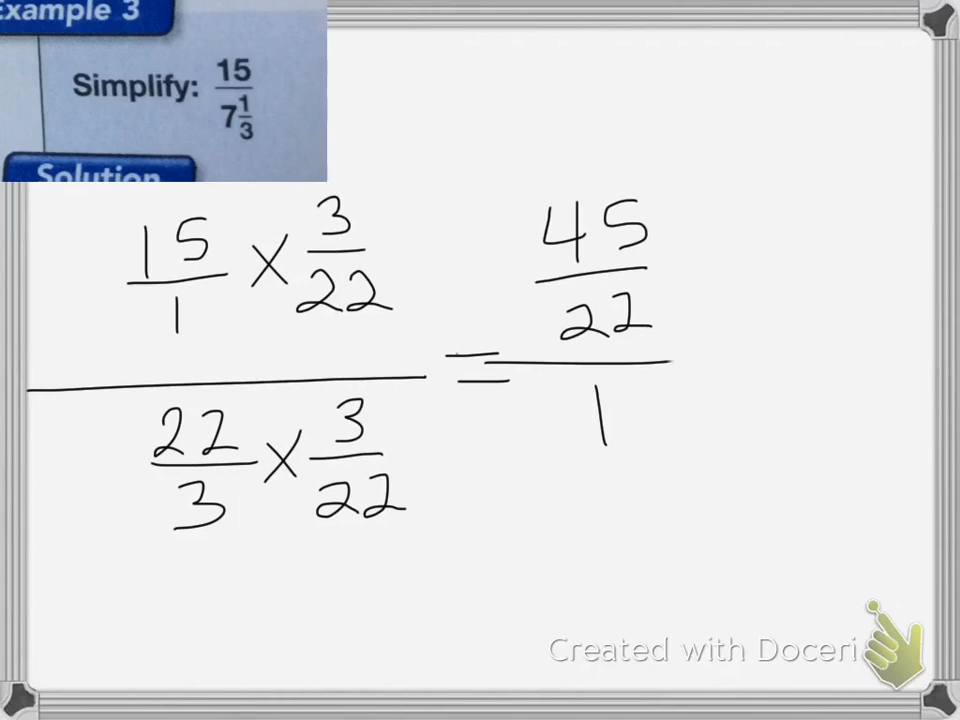 Example 3
Simplify: 15
7 1/3
Solution
15/1 × 3/22
22/3 × 3/22
= 45/22
1
Created with Doceri